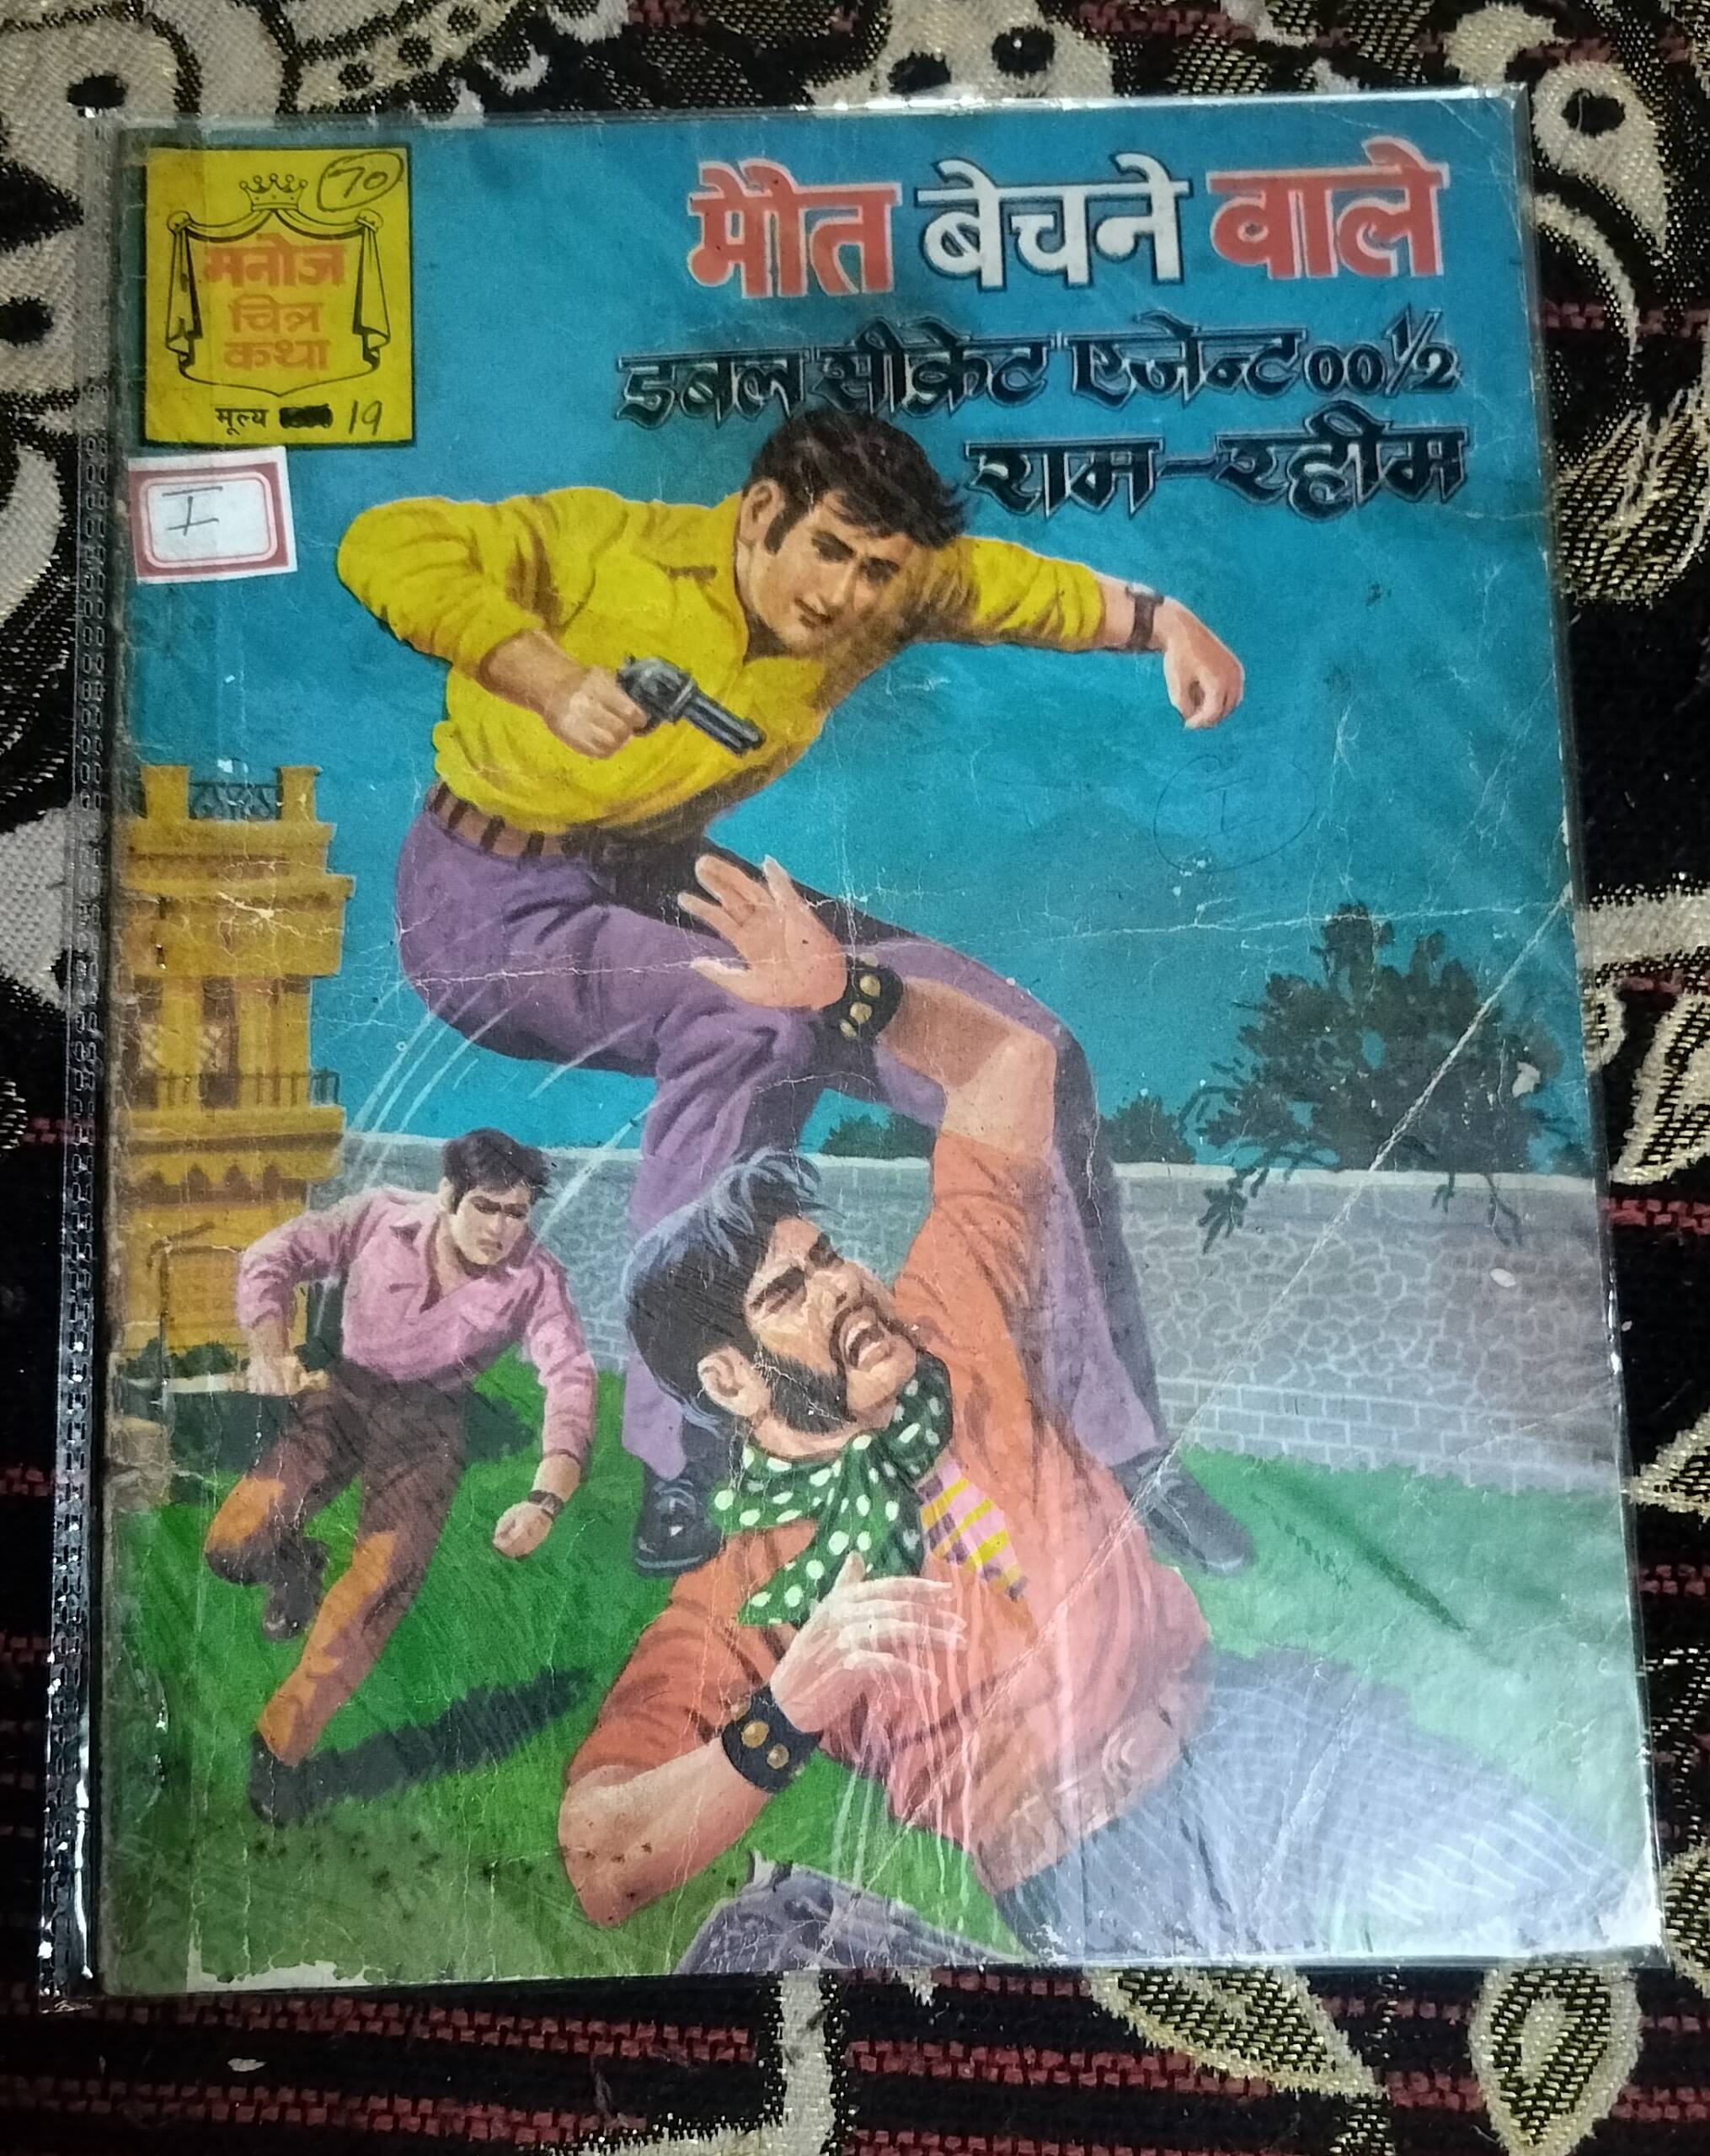 70
मनोज
चित्र
कथा
मूल्य 19
I
मौत बेचने वाले
डबल सीक्रेट एजेन्ट 00½
राम-रहीम
I